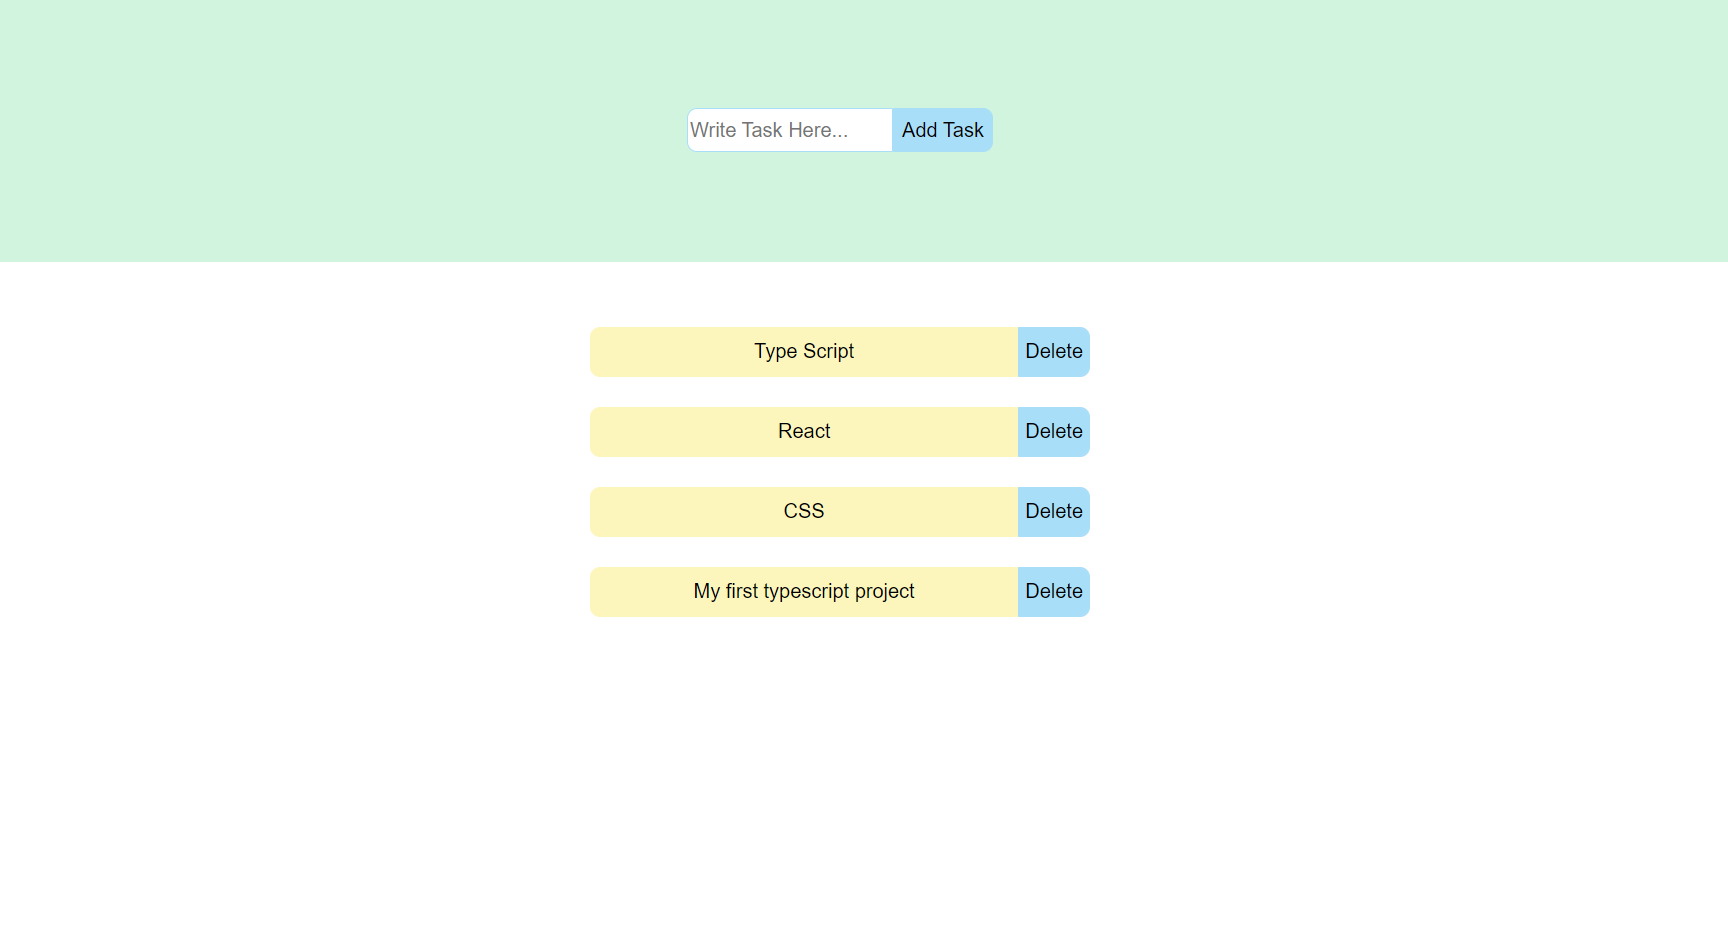 Write Task Here... Add Task
Type Script Delete
React Delete
CSS Delete
My first typescript project Delete